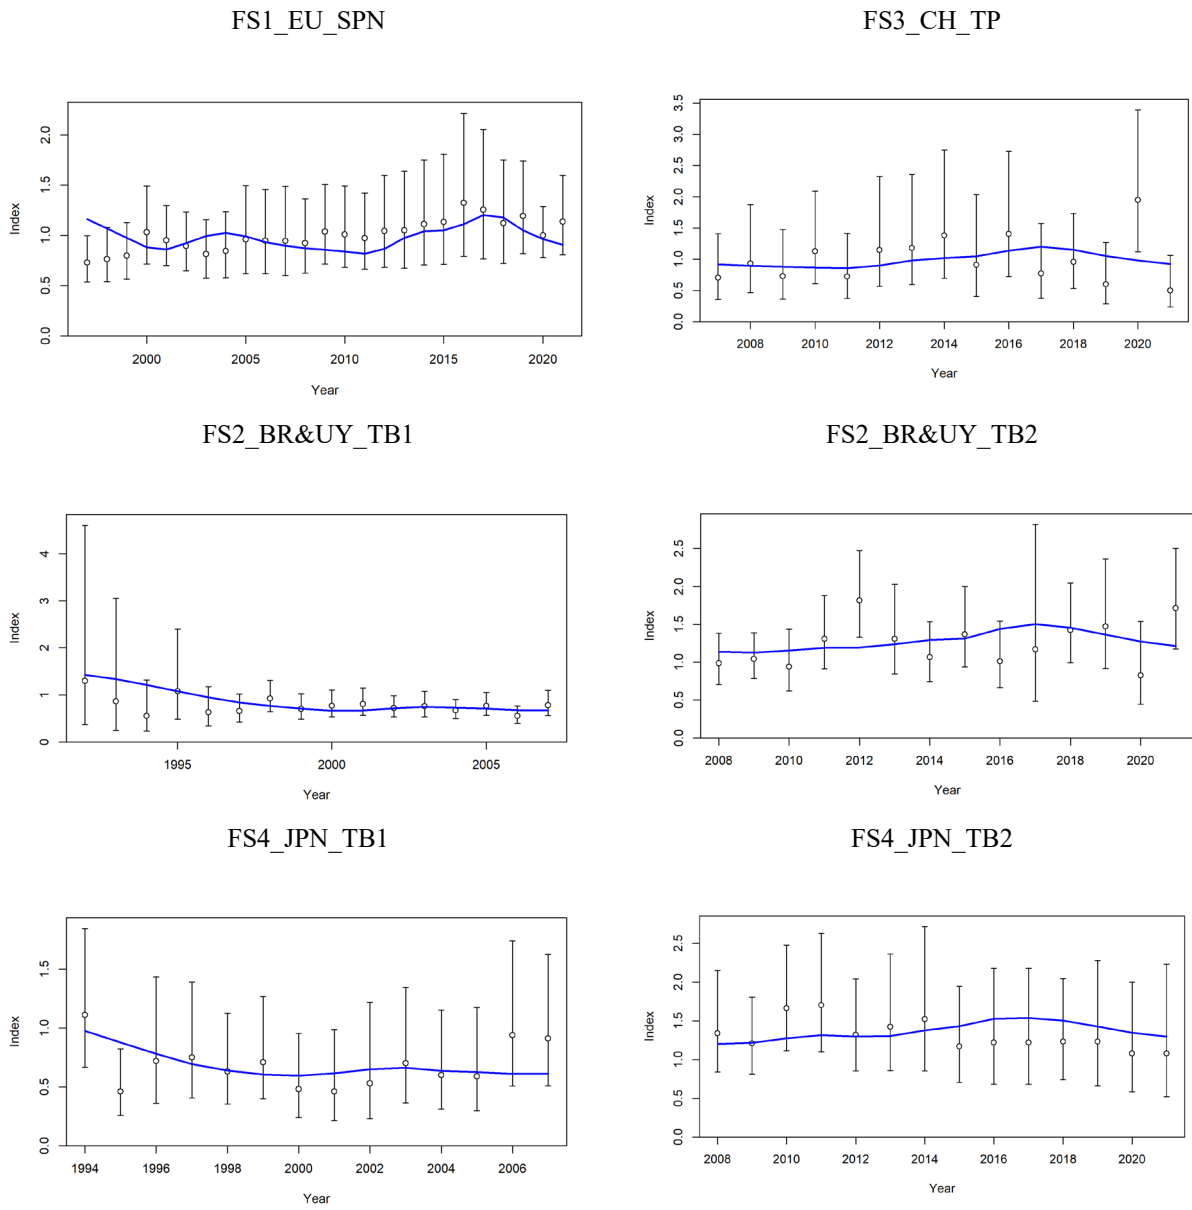 FS1_EU_SPN
FS3_CH_TP
Index
0.0 0.5 1.0 1.5 2.0
2000 2005 2010 2015 2020
Year
Index
0.0 0.5 1.0 1.5 2.0 2.5 3.0 3.5
2008 2010 2012 2014 2016 2018 2020
Year
FS2_BR&UY_TB1
FS2_BR&UY_TB2
Index
0 1 2 3 4
1995 2000 2005
Year
Index
0.0 0.5 1.0 1.5 2.0 2.5
2008 2010 2012 2014 2016 2018 2020
Year
FS4_JPN_TB1
FS4_JPN_TB2
Index
0.0 0.5 1.0 1.5
1994 1996 1998 2000 2002 2004 2006
Year
Index
0.0 0.5 1.0 1.5 2.0 2.5
2008 2010 2012 2014 2016 2018 2020
Year